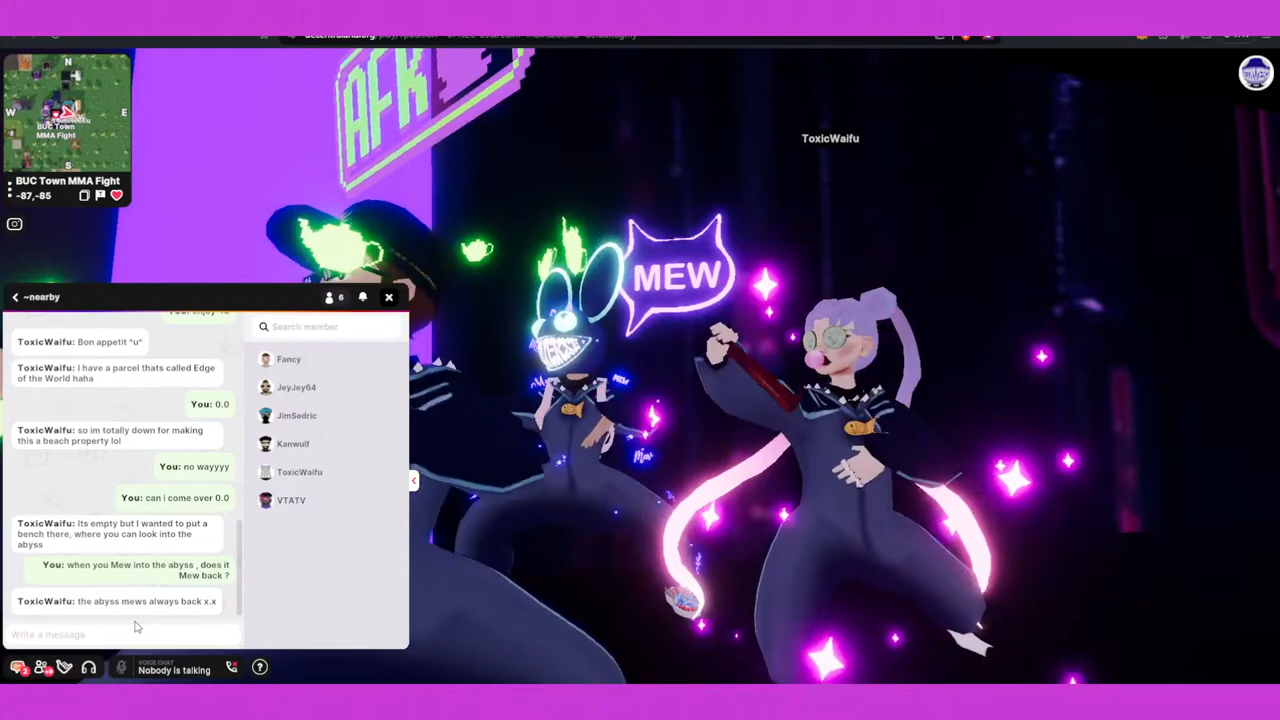 AFK
N
W
E
BUC Town
MMA Fight
S
BUC Town MMA Fight
-87,-85
ToxicWaifu
MEW
~nearby
6
Search member
ToxicWaifu: Bon appetit ^u^
Fancy
ToxicWaifu: I have a parcel thats called Edge
of the World haha
JeyJey64
You: 0.0
JimSedric
ToxicWaifu: so im totally down for making
this a beach property lol
Kanwulf
You: no wayyyy
ToxicWaifu
You: can i come over 0.0
VTATV
ToxicWaifu: Its empty but I wanted to put a
bench there, where you can look into the
abyss
You: when you Mew into the abyss , does it
Mew back ?
ToxicWaifu: the abyss mews always back x.x
Write a message
VOICE CHAT
Nobody is talking
MEW
Mew